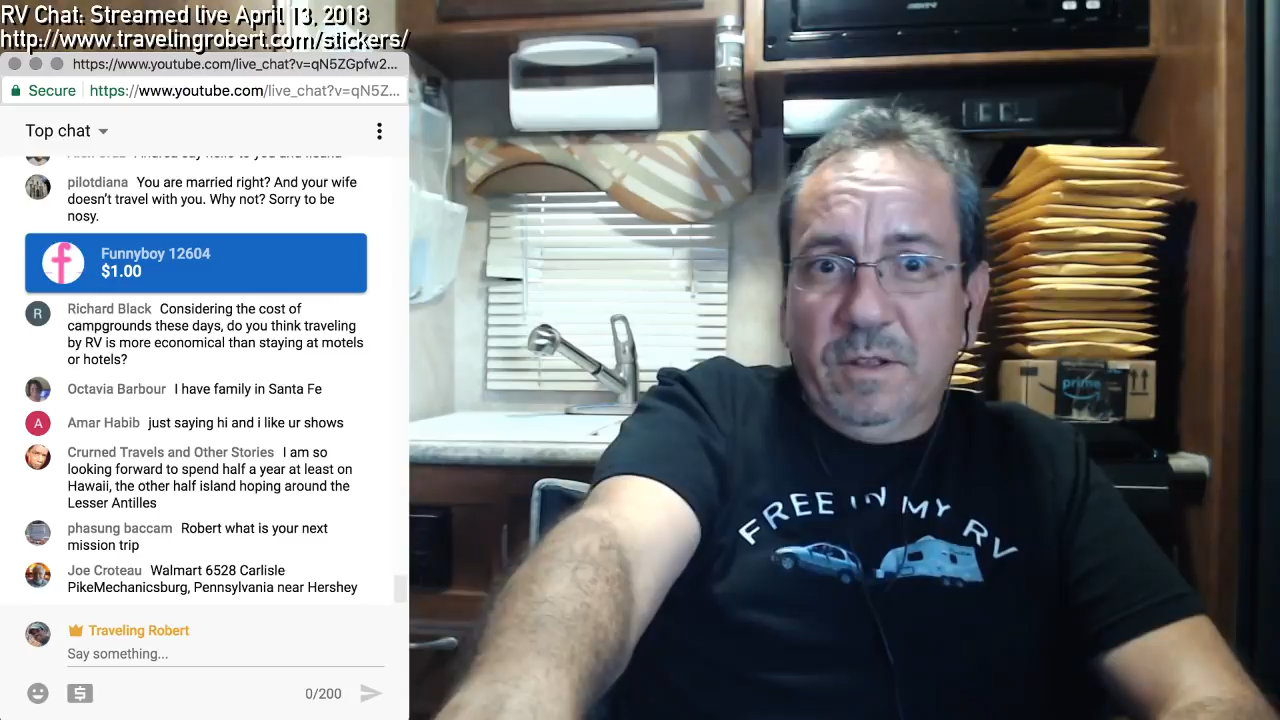 RV Chat: Streamed live April 13, 2018
http://www.travelingrobert.com/stickers/
https://www.youtube.com/live_chat?v=qN5ZGpfw2...
Secure https://www.youtube.com/live_chat?v=qN5Z...
Top chat
pilotdiana You are married right? And your wife
doesn't travel with you. Why not? Sorry to be
nosy.
Funnyboy 12604
$1.00
Richard Black Considering the cost of
campgrounds these days, do you think traveling
by RV is more economical than staying at motels
or hotels?
Octavia Barbour I have family in Santa Fe
Amar Habib just saying hi and i like ur shows
Crurned Travels and Other Stories I am so
looking forward to spend half a year at least on
Hawaii, the other half island hoping around the
Lesser Antilles
phasung baccam Robert what is your next
mission trip
Joe Croteau Walmart 6528 Carlisle
PikeMechanicsburg, Pennsylvania near Hershey
Traveling Robert
Say something...
0/200
FREE IN MY RV
prime